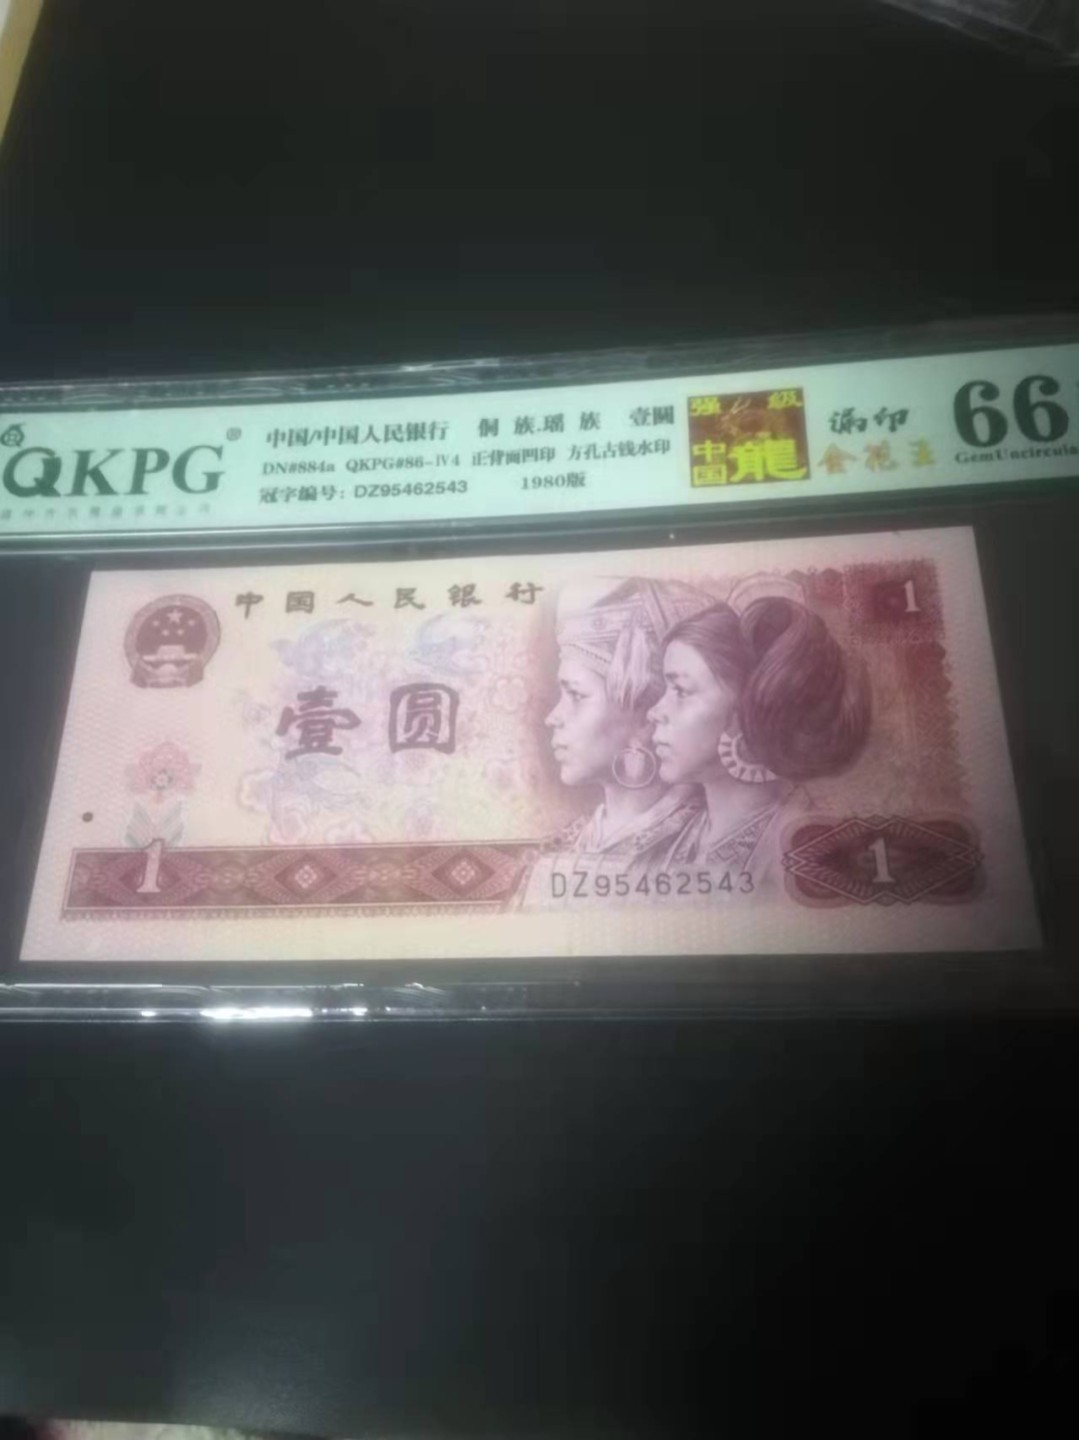 QKPG®
中国/中国人民银行 侗族.瑶族 壹圓
DN#884a QKPG#86-IV4 正背面凹印 方孔古钱水印
冠字编号: DZ95462543 1980版
强 级
中国龍
满印
金花王
66
GemUncircula
中国人民银行
1
壹圆
1
DZ95462543
1